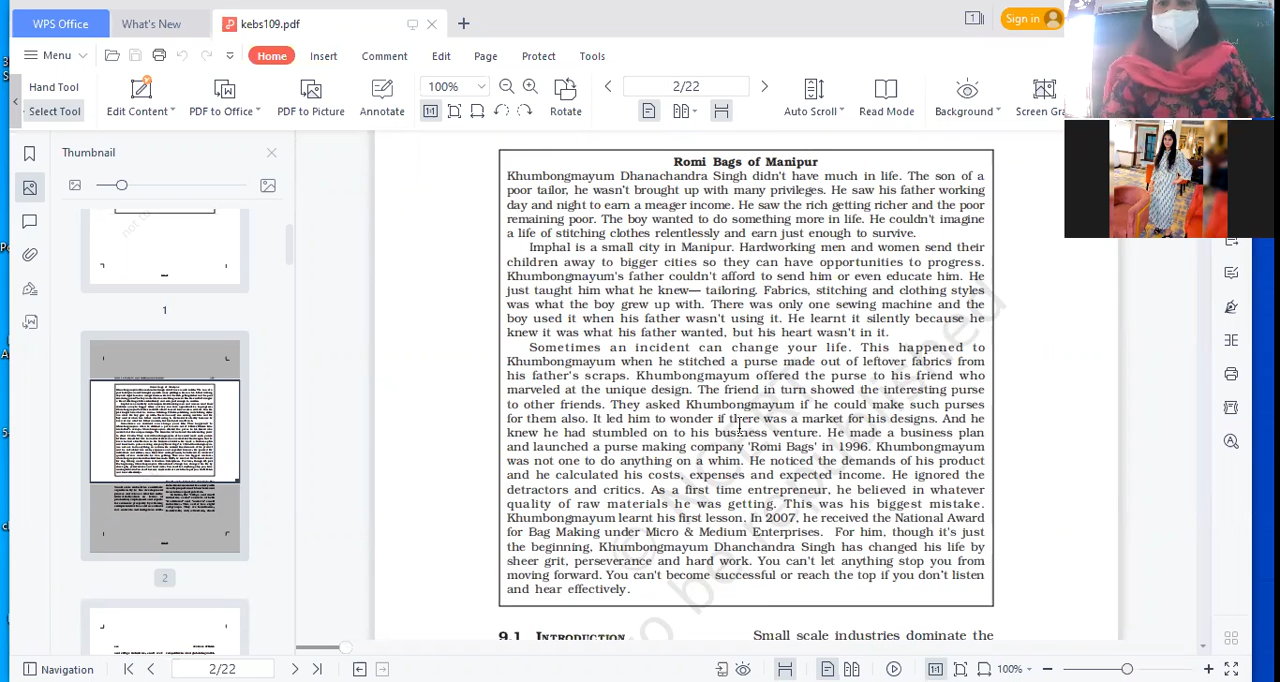 WPS Office
What's New
kebs109.pdf
Sign in
Menu
Home
Insert
Comment
Edit
Page
Protect
Tools
Hand Tool
Select Tool
Edit Content
PDF to Office
PDF to Picture
Annotate
100%
Rotate
2/22
Auto Scroll
Read Mode
Background
Screen Gra
Thumbnail
1
2
Romi Bags of Manipur
Khumbongmayum Dhanachandra Singh didn't have much in life. The son of a
poor tailor, he wasn't brought up with many privileges. He saw his father working
day and night to earn a meager income. He saw the rich getting richer and the poor
remaining poor. The boy wanted to do something more in life. He couldn't imagine
a life of stitching clothes relentlessly and earn just enough to survive.
Imphal is a small city in Manipur. Hardworking men and women send their
children away to bigger cities so they can have opportunities to progress.
Khumbongmayum's father couldn't afford to send him or even educate him. He
just taught him what he knew— tailoring. Fabrics, stitching and clothing styles
was what the boy grew up with. There was only one sewing machine and the
boy used it when his father wasn't using it. He learnt it silently because he
knew it was what his father wanted, but his heart wasn't in it.
Sometimes an incident can change your life. This happened to
Khumbongmayum when he stitched a purse made out of leftover fabrics from
his father's scraps. Khumbongmayum offered the purse to his friend who
marveled at the unique design. The friend in turn showed the interesting purse
to other friends. They asked Khumbongmayum if he could make such purses
for them also. It led him to wonder if there was a market for his designs. And he
knew he had stumbled on to his business venture. He made a business plan
and launched a purse making company 'Romi Bags' in 1996. Khumbongmayum
was not one to do anything on a whim. He noticed the demands of his product
and he calculated his costs, expenses and expected income. He ignored the
detractors and critics. As a first time entrepreneur, he believed in whatever
quality of raw materials he was getting. This was his biggest mistake.
Khumbongmayum learnt his first lesson. In 2007, he received the National Award
for Bag Making under Micro & Medium Enterprises. For him, though it's just
the beginning, Khumbongmayum Dhanchandra Singh has changed his life by
sheer grit, perseverance and hard work. You can't let anything stop you from
moving forward. You can't become successful or reach the top if you don't listen
and hear effectively.
9.1 INTRODUCTION
Small scale industries dominate the
Navigation
2/22
100%